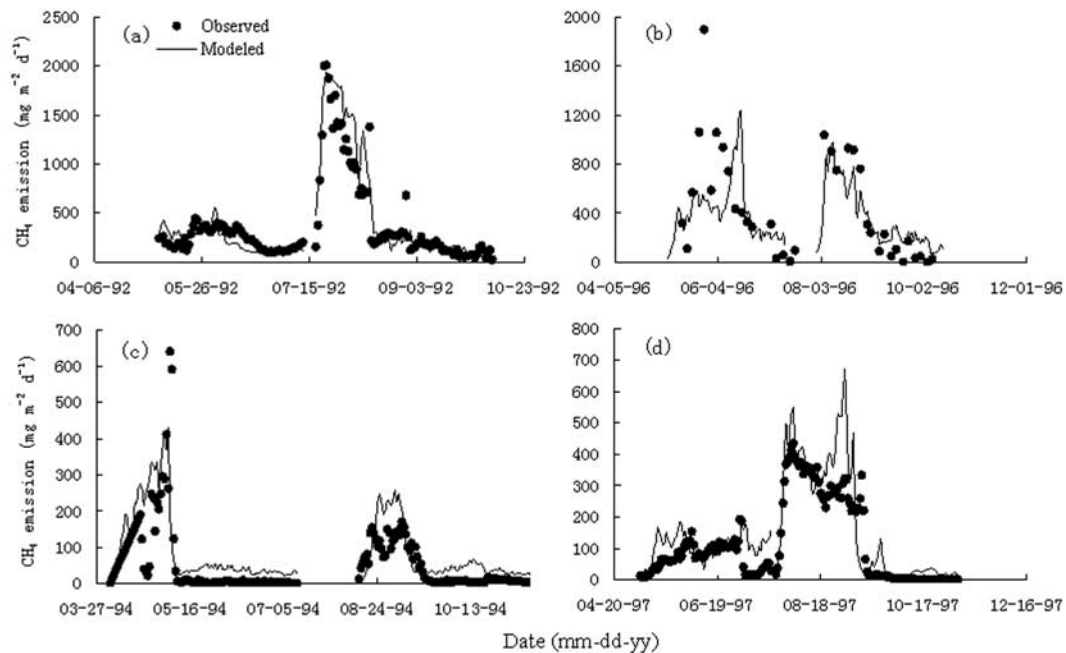 2500
2000
1500
1000
500
0
CH₄ emission (mg m⁻² d⁻¹)
(a)
Observed
Modeled
04-06-92 05-26-92 07-15-92 09-03-92 10-23-92
2000
1600
1200
800
400
0
(b)
04-05-96 06-04-96 08-03-96 10-02-96 12-01-96
700
600
500
400
300
200
100
0
CH₄ emission (mg m⁻² d⁻¹)
(c)
03-27-94 05-16-94 07-05-94 08-24-94 10-13-94
800
700
600
500
400
300
200
100
0
(d)
04-20-97 06-19-97 08-18-97 10-17-97 12-16-97
Date (mm-dd-yy)